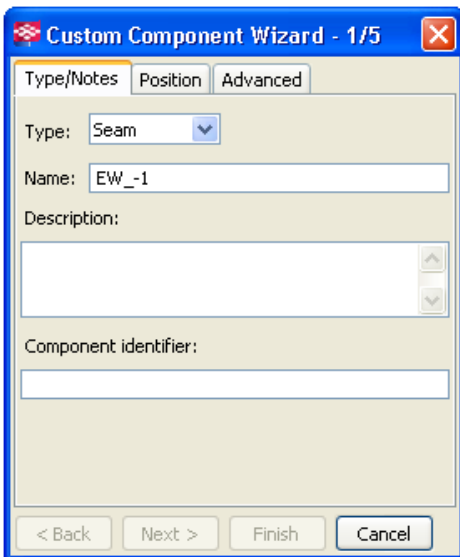 Custom Component Wizard - 1/5
Type/Notes Position Advanced
Type: Seam
Name: EW_-1
Description:
Component identifier:
< Back Next > Finish Cancel